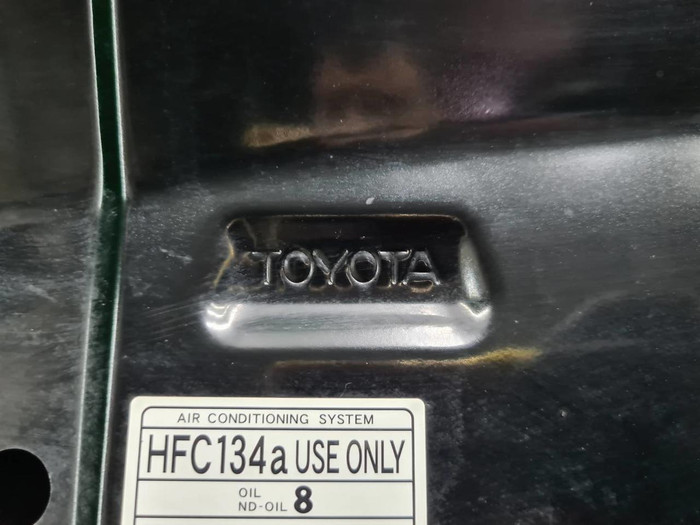 TOYOTA
AIR CONDITIONING SYSTEM
HFC134a USE ONLY
OIL
ND-OIL 8